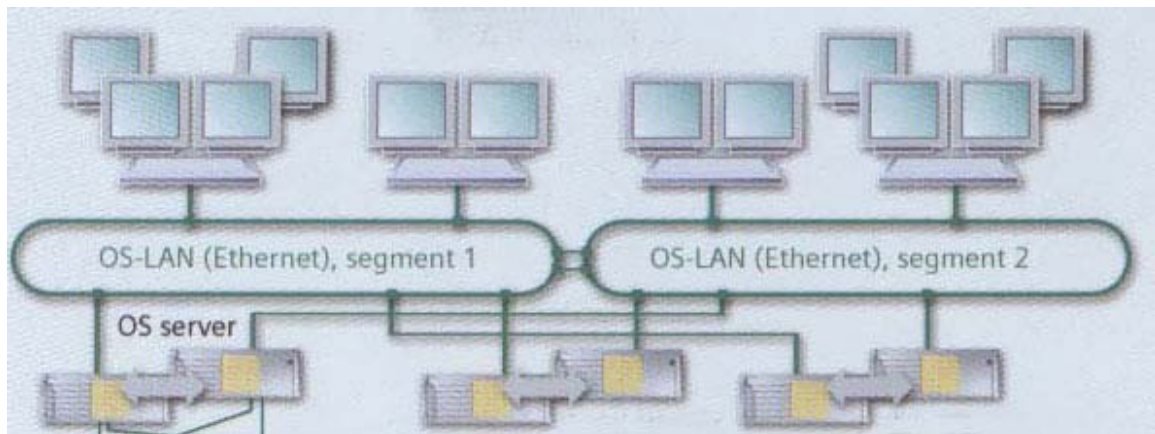 OS-LAN (Ethernet), segment 1
OS-LAN (Ethernet), segment 2
OS server